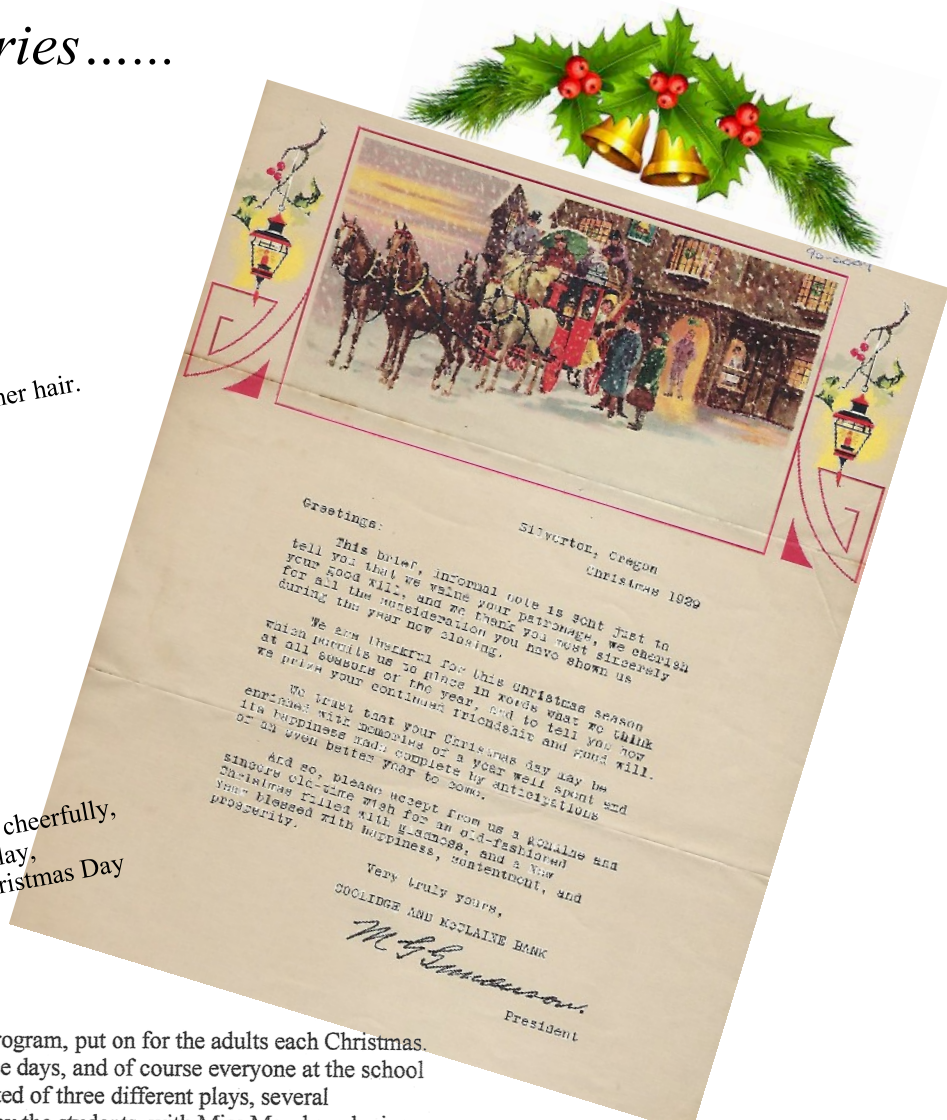 ries......
her hair.
Greetings:
Silverton, Oregon
Christmas 1929
This brief, informal note is sent just to
tell you that we value your patronage, we cherish
your good will, and we thank you most sincerely
for all the consideration you have shown us
during the year now closing.
We are thankful for this Christmas season
which permits us to place in words what we think
at all seasons of the year, and to tell you how
we prize your continued friendship and good will.
We trust that your Christmas day may be
enriched with memories of a year well spent and
its happiness made complete by anticipations
of an even better year to come.
And so, please accept from us a genuine and
sincere old-time wish for an old-fashioned
Christmas filled with gladness, and a New
Year blessed with happiness, contentment, and
prosperity.
Very truly yours,
COOLIDGE AND McCLAINE BANK
M G Gunderson.
President
cheerfully,
lay,
ristmas Day
rogram, put on for the adults each Christmas.
e days, and of course everyone at the school
ted of three different plays, several